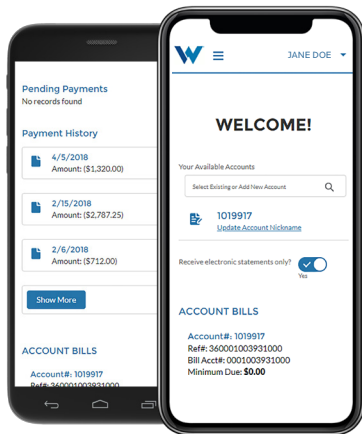 Pending Payments
No records found
Payment History
4/5/2018
Amount: ($1,320.00)
2/15/2018
Amount: ($2,787.25)
2/6/2018
Amount: ($712.00)
Show More
ACCOUNT BILLS
Account#: 1019917
Ref#: 360001003931000
W
JANE DOE
WELCOME!
Your Available Accounts
Select Existing or Add New Account
1019917
Update Account Nickname
Receive electronic statements only?
Yes
ACCOUNT BILLS
Account#: 1019917
Ref#: 360001003931000
Bill Acct#: 0001003931000
Minimum Due: $0.00